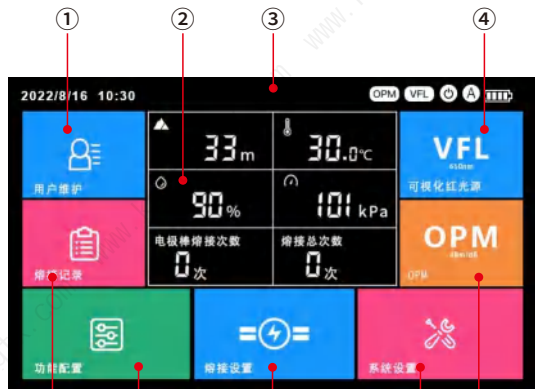 ① ② ③ ④
2022/8/16 10:30 OPM VFL A
33m 30.0℃
VFL
650nm
用户维护
90% 101 kPa
可视化红光源
OPM
电极棒熔接次数 熔接总次数
0次 0次
熔接记录
OPM
=⚡=
功能配置 熔接设置 系统设置